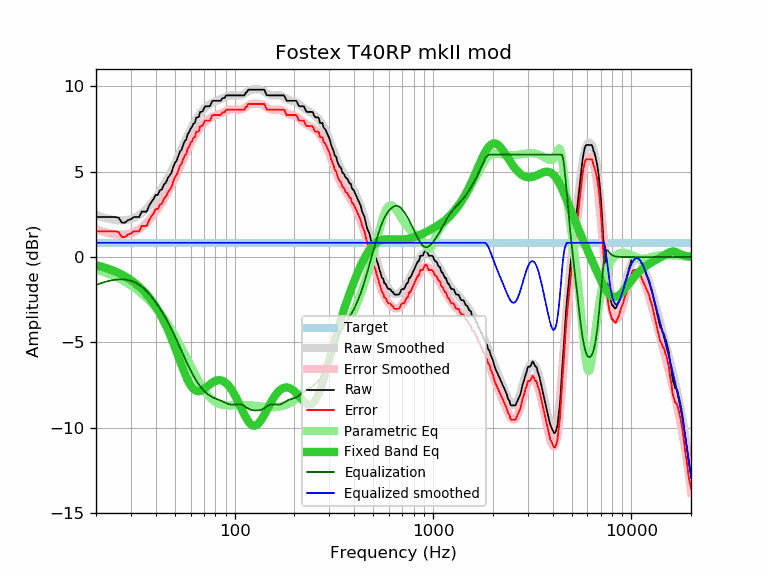 Fostex T40RP mkII mod
Amplitude (dBr)
10
5
0
−5
−10
−15
Target
Raw Smoothed
Error Smoothed
Raw
Error
Parametric Eq
Fixed Band Eq
Equalization
Equalized smoothed
100
1000
10000
Frequency (Hz)